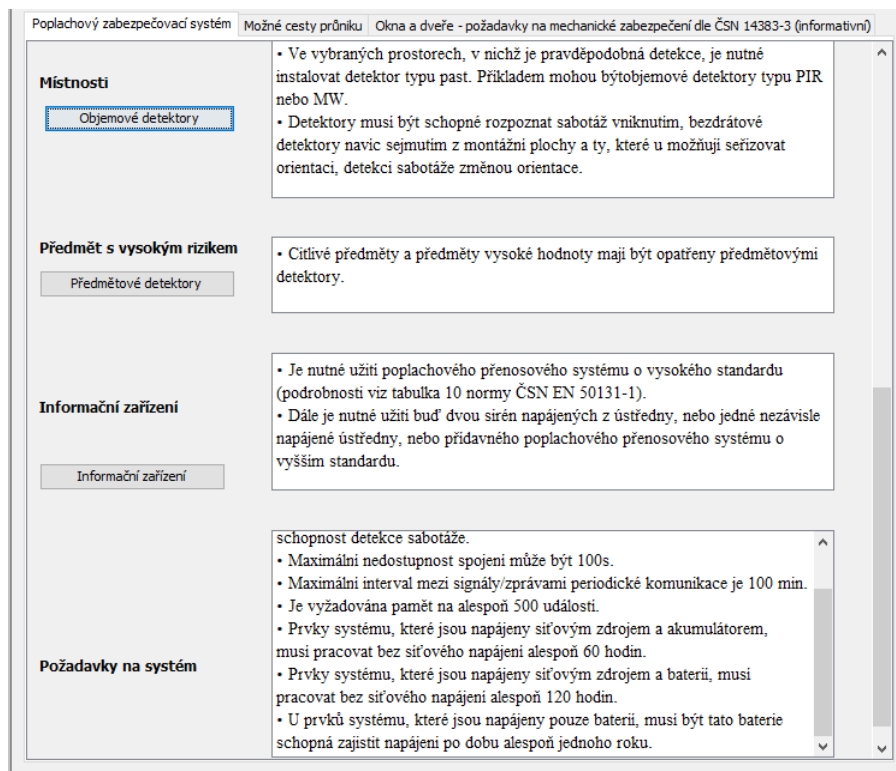 Poplachový zabezpečovací systém Možné cesty průniku Okna a dveře - požadavky na mechanické zabezpečení dle ČSN 14383-3 (informativní)
Místnosti
Objemové detektory
• Ve vybraných prostorech, v nichž je pravděpodobná detekce, je nutné
instalovat detektor typu past. Příkladem mohou býtobjemové detektory typu PIR
nebo MW.
• Detektory musí být schopné rozpoznat sabotáž vniknutím, bezdrátové
detektory navic sejmutím z montážní plochy a ty, které u možňují seřizovat
orientaci, detekci sabotáže změnou orientace.
Předmět s vysokým rizikem
Předmětové detektory
• Citlivé předměty a předměty vysoké hodnoty mají být opatřeny předmětovými
detektory.
Informační zařízení
Informační zařízení
• Je nutné užití poplachového přenosového systému o vysokého standardu
(podrobnosti viz tabulka 10 normy ČSN EN 50131-1).
• Dále je nutné užití buď dvou sirén napájených z ústředny, nebo jedné nezávisle
napájené ústředny, nebo přídavného poplachového přenosového systému o
vyšším standardu.
Požadavky na systém
schopnost detekce sabotáže.
• Maximální nedostupnost spojení může být 100s.
• Maximální interval mezi signály/zprávami periodické komunikace je 100 min.
• Je vyžadována pamět na alespoň 500 událostí.
• Prvky systému, které jsou napájeny síťovým zdrojem a akumulátorem,
musí pracovat bez síťového napájení alespoň 60 hodin.
• Prvky systému, které jsou napájeny síťovým zdrojem a baterií, musí
pracovat bez síťového napájení alespoň 120 hodin.
• U prvků systému, které jsou napájeny pouze baterií, musí být tato baterie
schopná zajistit napájení po dobu alespoň jednoho roku.